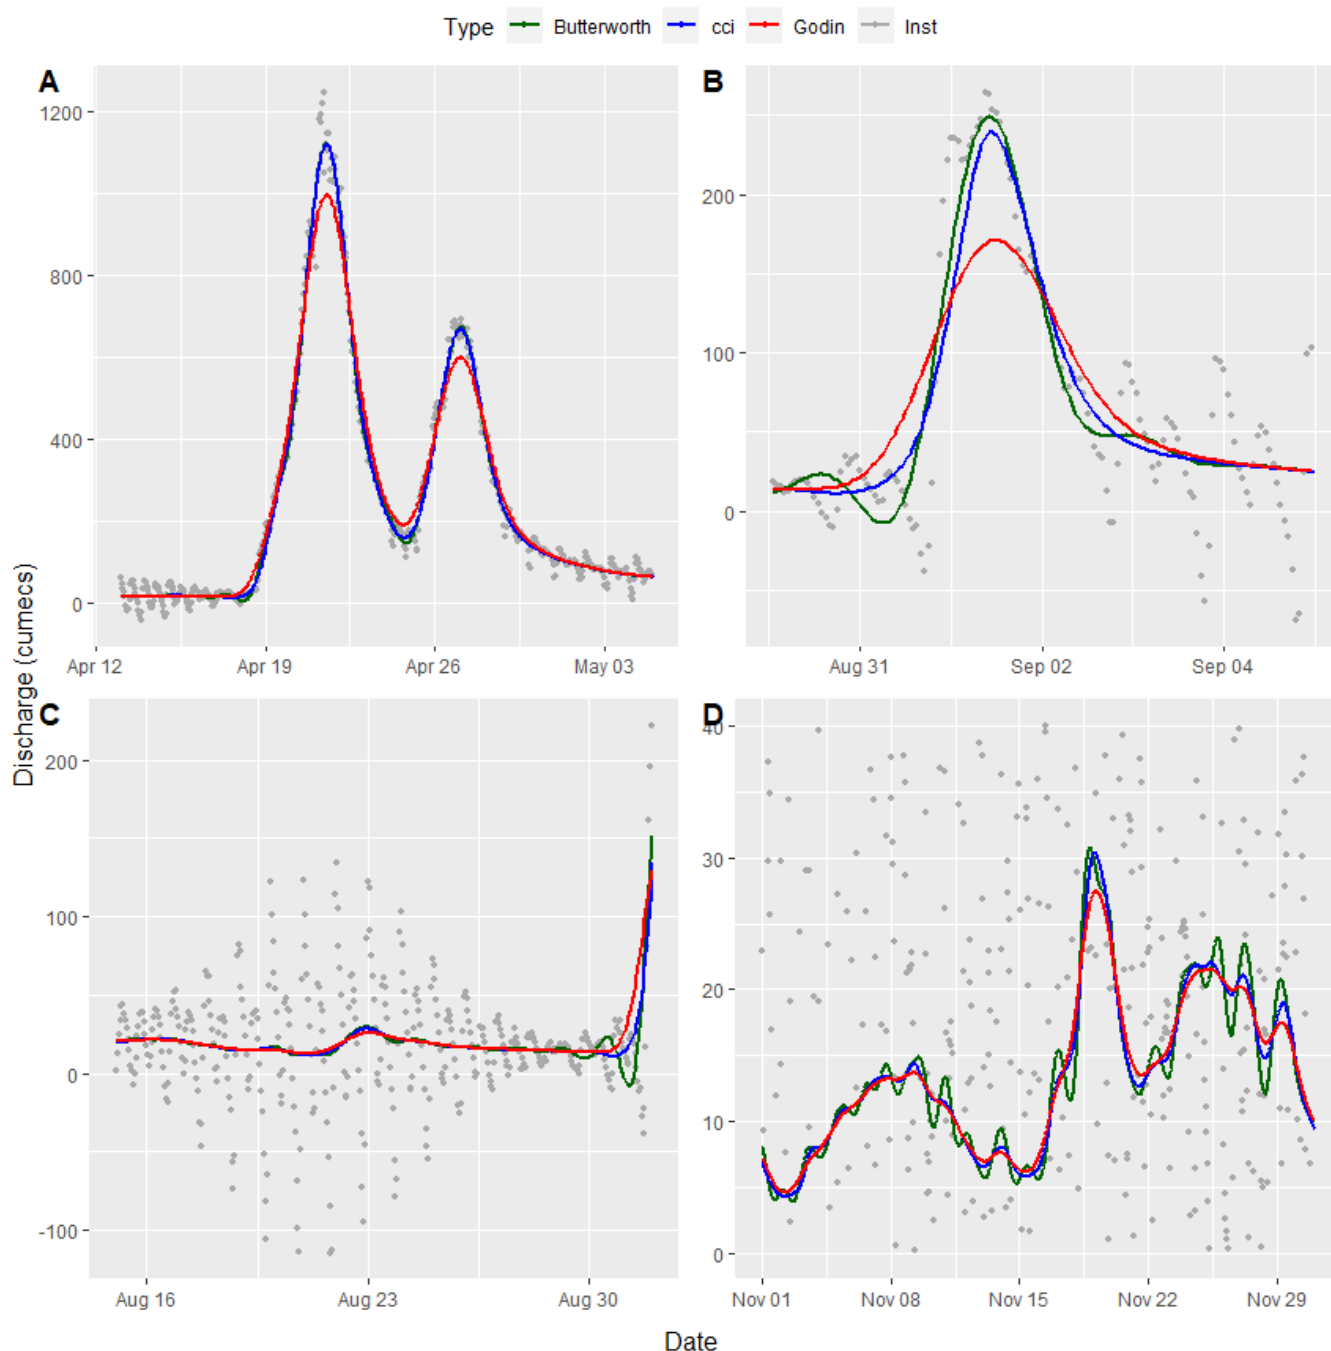 Type Butterworth cci Godin Inst
A
B
1200
800
400
0
200
100
0
Apr 12 Apr 19 Apr 26 May 03
Aug 31 Sep 02 Sep 04
Discharge (cumecs)
C
D
200
100
0
-100
40
30
20
10
0
Aug 16 Aug 23 Aug 30
Nov 01 Nov 08 Nov 15 Nov 22 Nov 29
Date